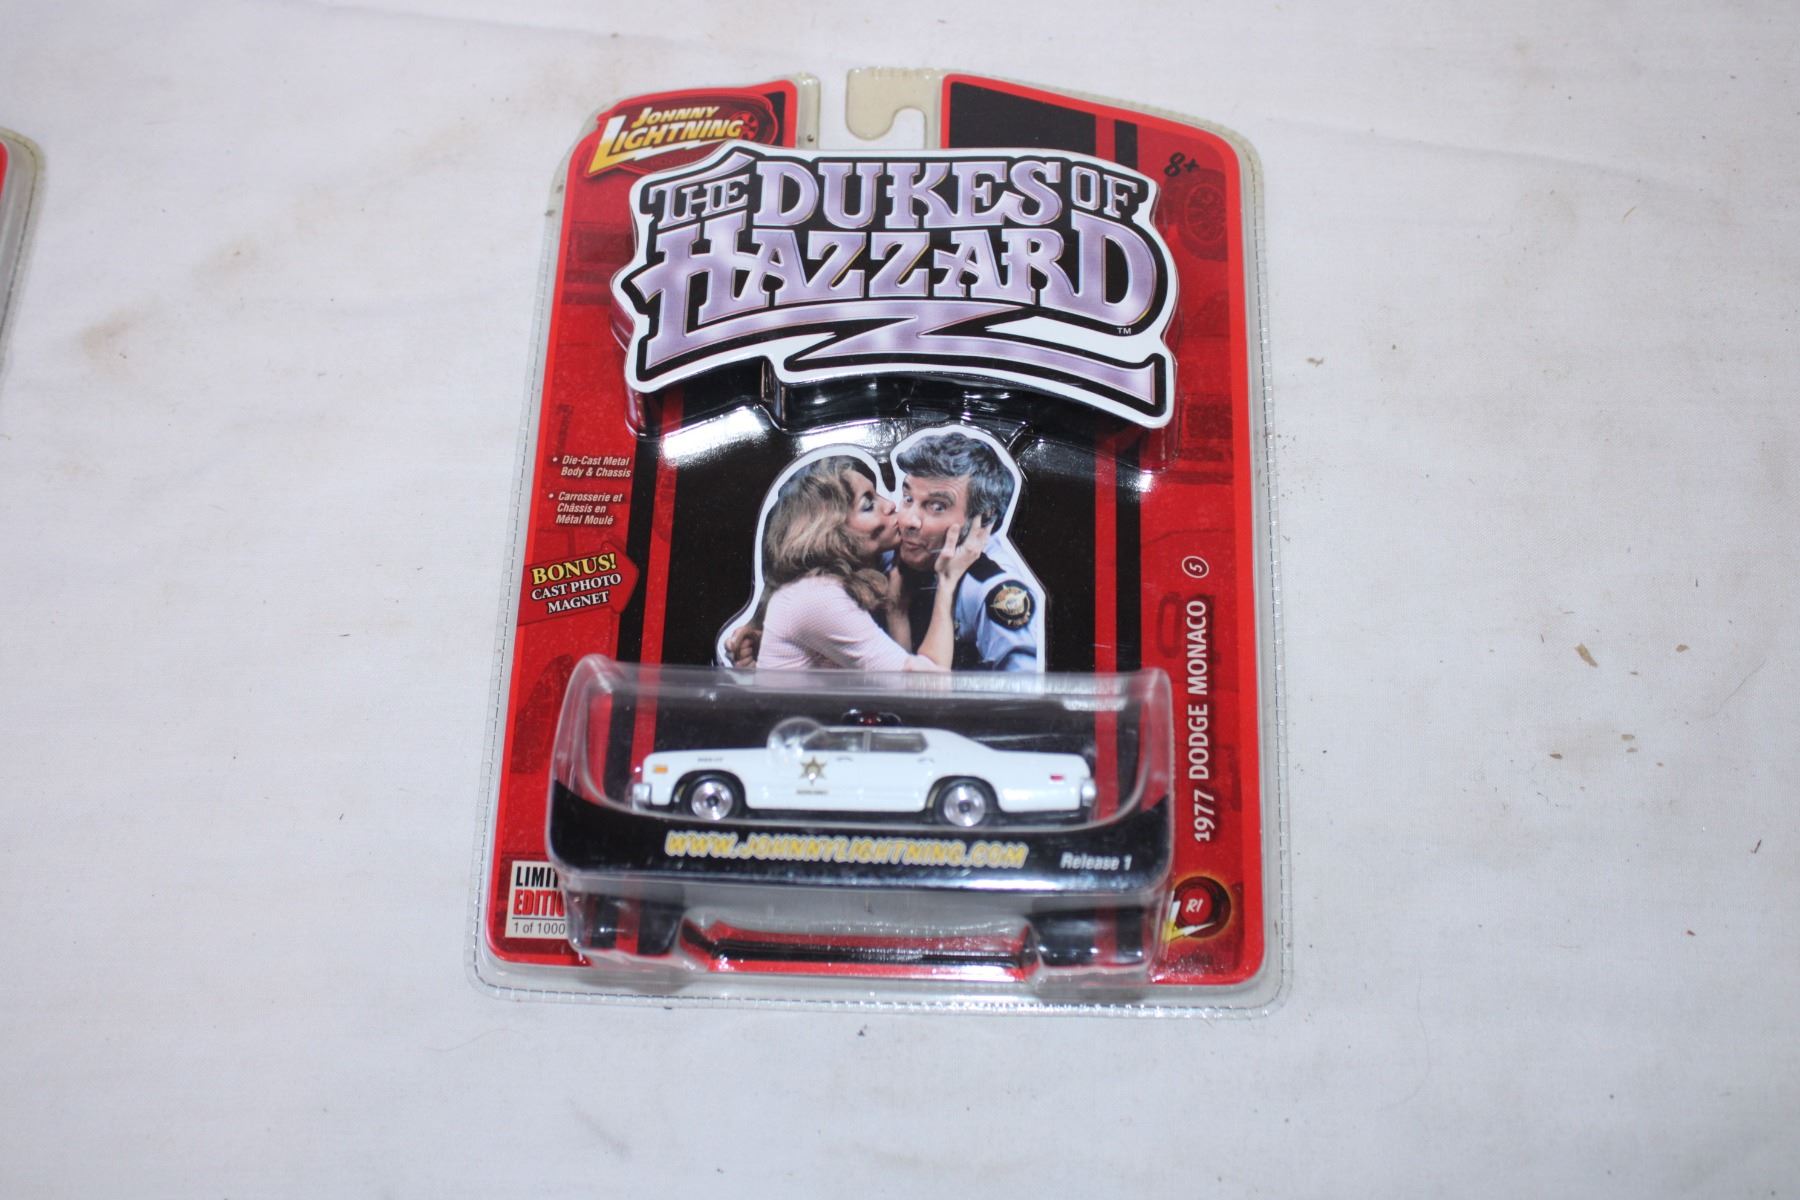 JOHNNY
LIGHTNING
8+
THE DUKES OF
HAZZARD
TM
• Die-Cast Metal
Body & Chassis
• Carrosserie et
Châssis en
Métal Moulé
BONUS!
CAST PHOTO
MAGNET
1977 DODGE MONACO 5
WWW.JOHNNYLIGHTNING.COM
Release 1
LIMIT
EDITIO
1 of 1000
R1